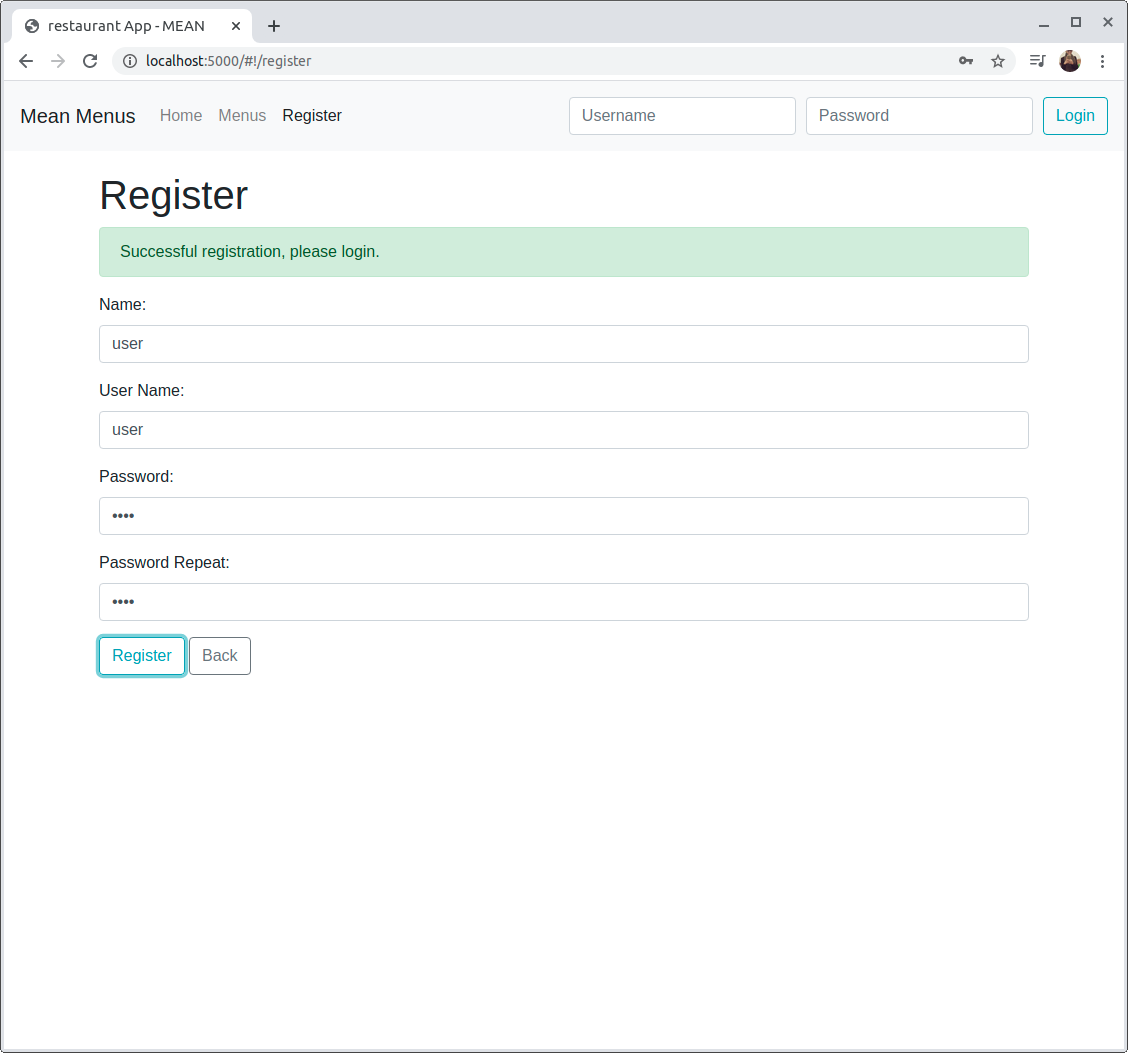 restaurant App - MEAN
localhost:5000/#!/register
Mean Menus Home Menus Register Username Password Login
Register
Successful registration, please login.
Name:
user
User Name:
user
Password:
••••
Password Repeat:
••••
Register Back